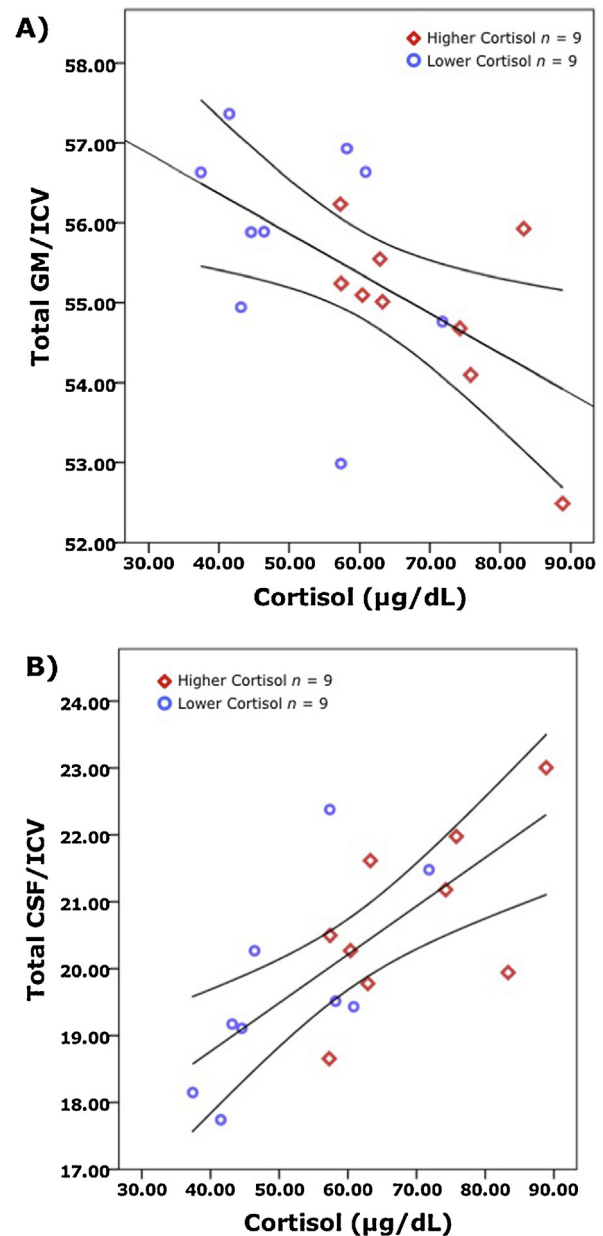 A)
Higher Cortisol n = 9
Lower Cortisol n = 9
58.00
57.00
56.00
55.00
54.00
53.00
52.00
Total GM/ICV
30.00 40.00 50.00 60.00 70.00 80.00 90.00
Cortisol (µg/dL)
B)
Higher Cortisol n = 9
Lower Cortisol n = 9
24.00
23.00
22.00
21.00
20.00
19.00
18.00
17.00
Total CSF/ICV
30.00 40.00 50.00 60.00 70.00 80.00 90.00
Cortisol (µg/dL)